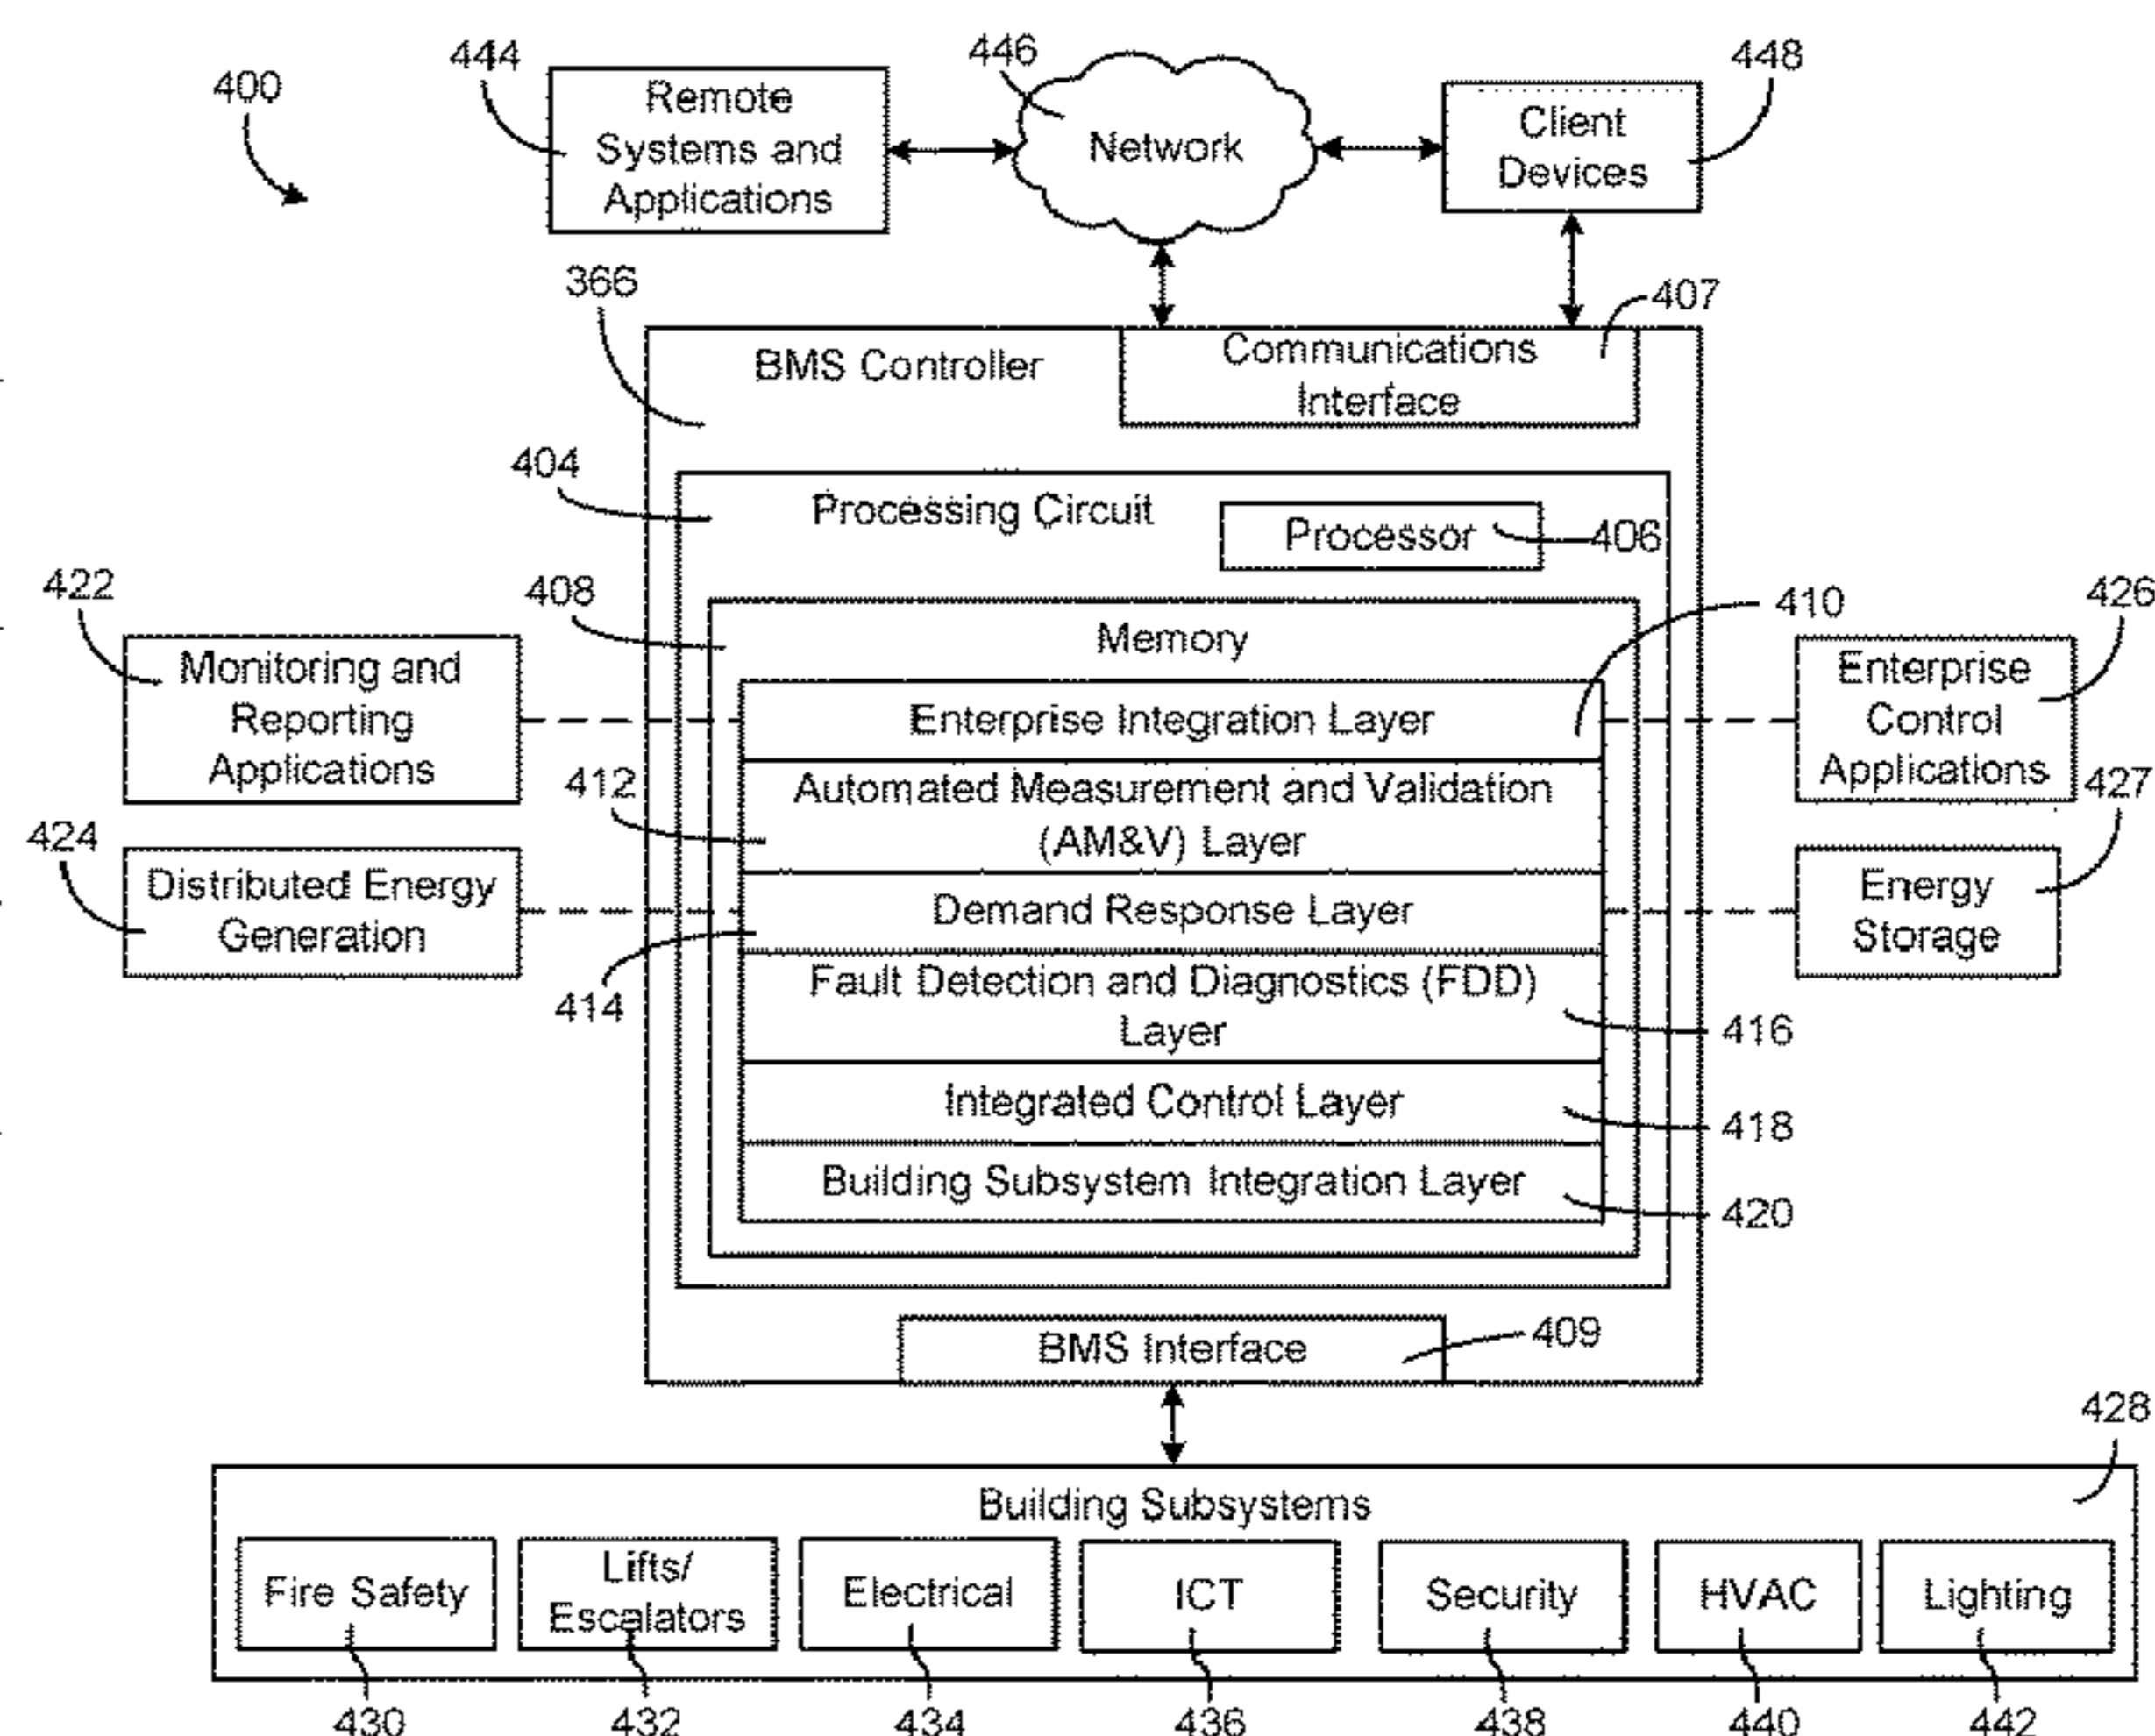 400
444
Remote
Systems and
Applications
446
Network
448
Client
Devices
366
BMS Controller
407
Communications
Interface
404
Processing Circuit
Processor
406
408
Memory
410
422
Monitoring and
Reporting
Applications
Enterprise Integration Layer
426
Enterprise
Control
Applications
412
Automated Measurement and Validation
(AM&V) Layer
427
424
Distributed Energy
Generation
Demand Response Layer
Energy
Storage
414
Fault Detection and Diagnostics (FDD)
Layer
416
Integrated Control Layer
418
Building Subsystem Integration Layer
420
BMS Interface
409
428
Building Subsystems
Fire Safety
Lifts/
Escalators
Electrical
ICT
Security
HVAC
Lighting
430
432
434
436
438
440
442